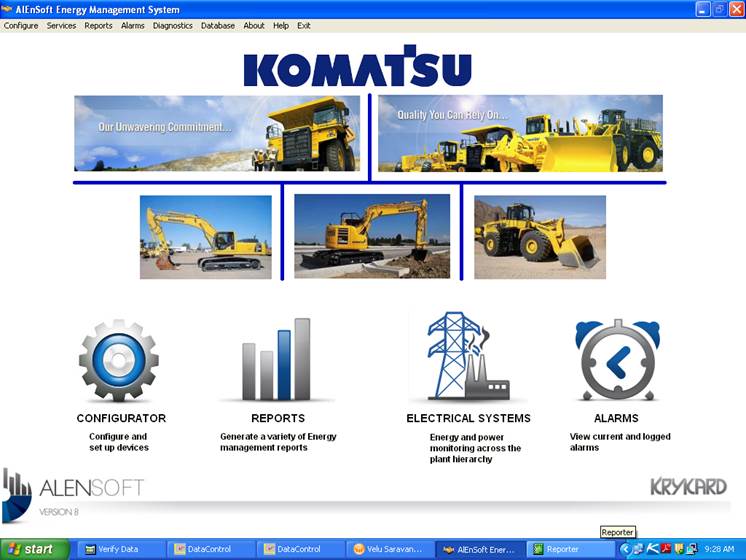 AlEnSoft Energy Management System
Configure Services Reports Alarms Diagnostics Database About Help Exit
KOMATSU
Our Unwavering Commitment...
Quality You Can Rely On...
CONFIGURATOR
Configure and
set up devices
REPORTS
Generate a variety of Energy
management reports
ELECTRICAL SYSTEMS
Energy and power
monitoring across the
plant hierarchy
ALARMS
View current and logged
alarms
ALENSOFT
VERSION 8
KRYKARD
Reporter
start Verify Data DataControl DataControl Velu Saravan... AlEnSoft Ener... Reporter 9:28 AM